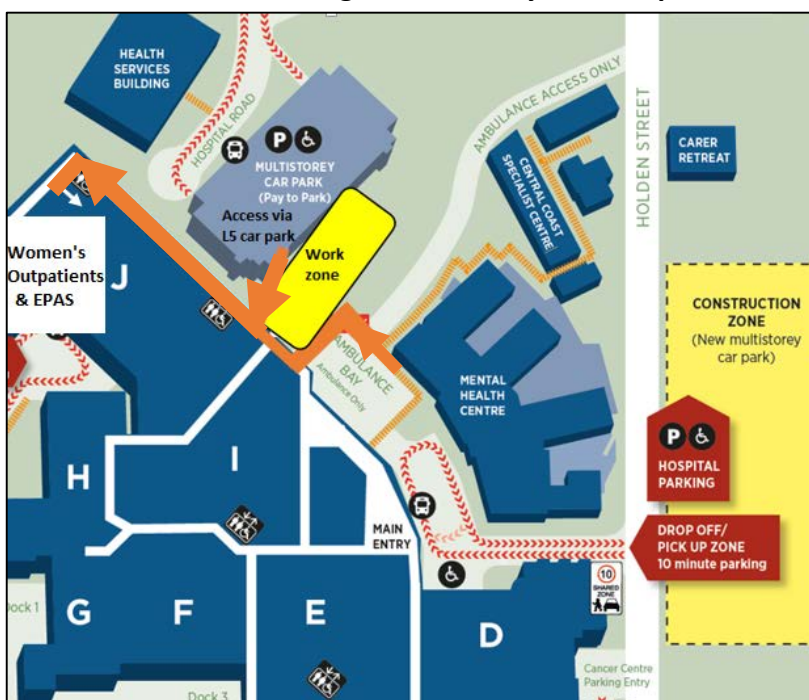 HEALTH
SERVICES
BUILDING
HOSPITAL ROAD
P
MULTISTOREY
CAR PARK
(Pay to Park)
Access via
L5 car park
Work
zone
AMBULANCE ACCESS ONLY
CENTRAL COAST
SPECIALIST CENTRE
HOLDEN STREET
CARER
RETREAT
Women's
Outpatients
& EPAS
J
CONSTRUCTION
ZONE
(New multistorey
car park)
AMBULANCE
BAY
Ambulance Only
MENTAL
HEALTH
CENTRE
P
HOSPITAL
PARKING
H
I
MAIN
ENTRY
DROP OFF/
PICK UP ZONE
10 minute parking
10
SHARED
ZONE
Dock 1
G
F
E
D
Dock 3
Cancer Centre
Parking Entry